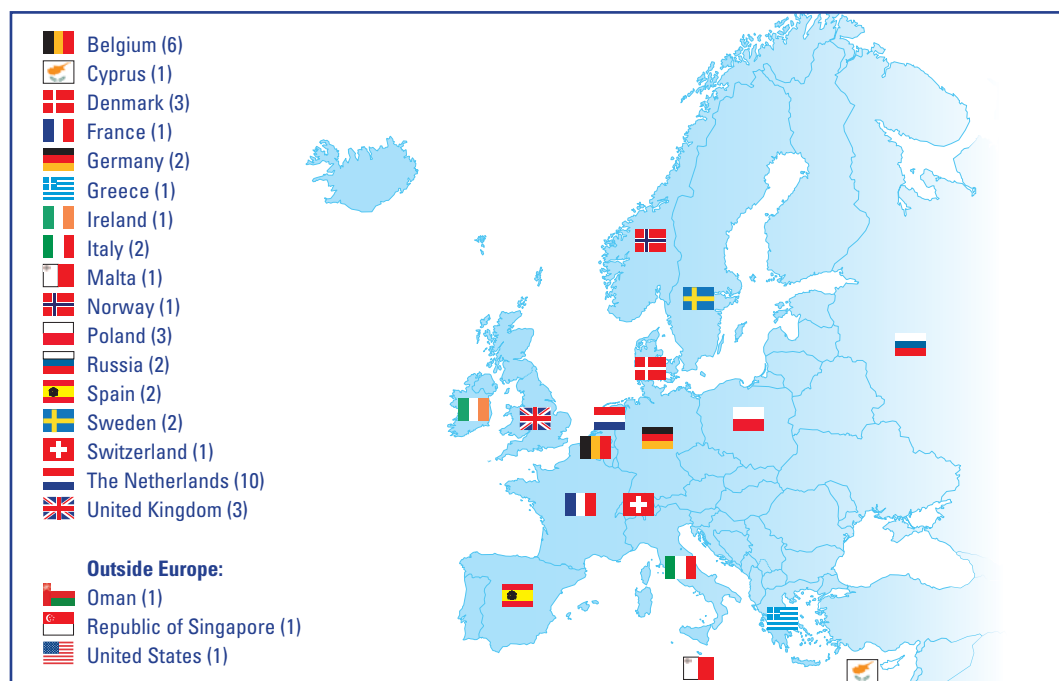 Belgium (6)
Cyprus (1)
Denmark (3)
France (1)
Germany (2)
Greece (1)
Ireland (1)
Italy (2)
Malta (1)
Norway (1)
Poland (3)
Russia (2)
Spain (2)
Sweden (2)
Switzerland (1)
The Netherlands (10)
United Kingdom (3)
Outside Europe:
Oman (1)
Republic of Singapore (1)
United States (1)